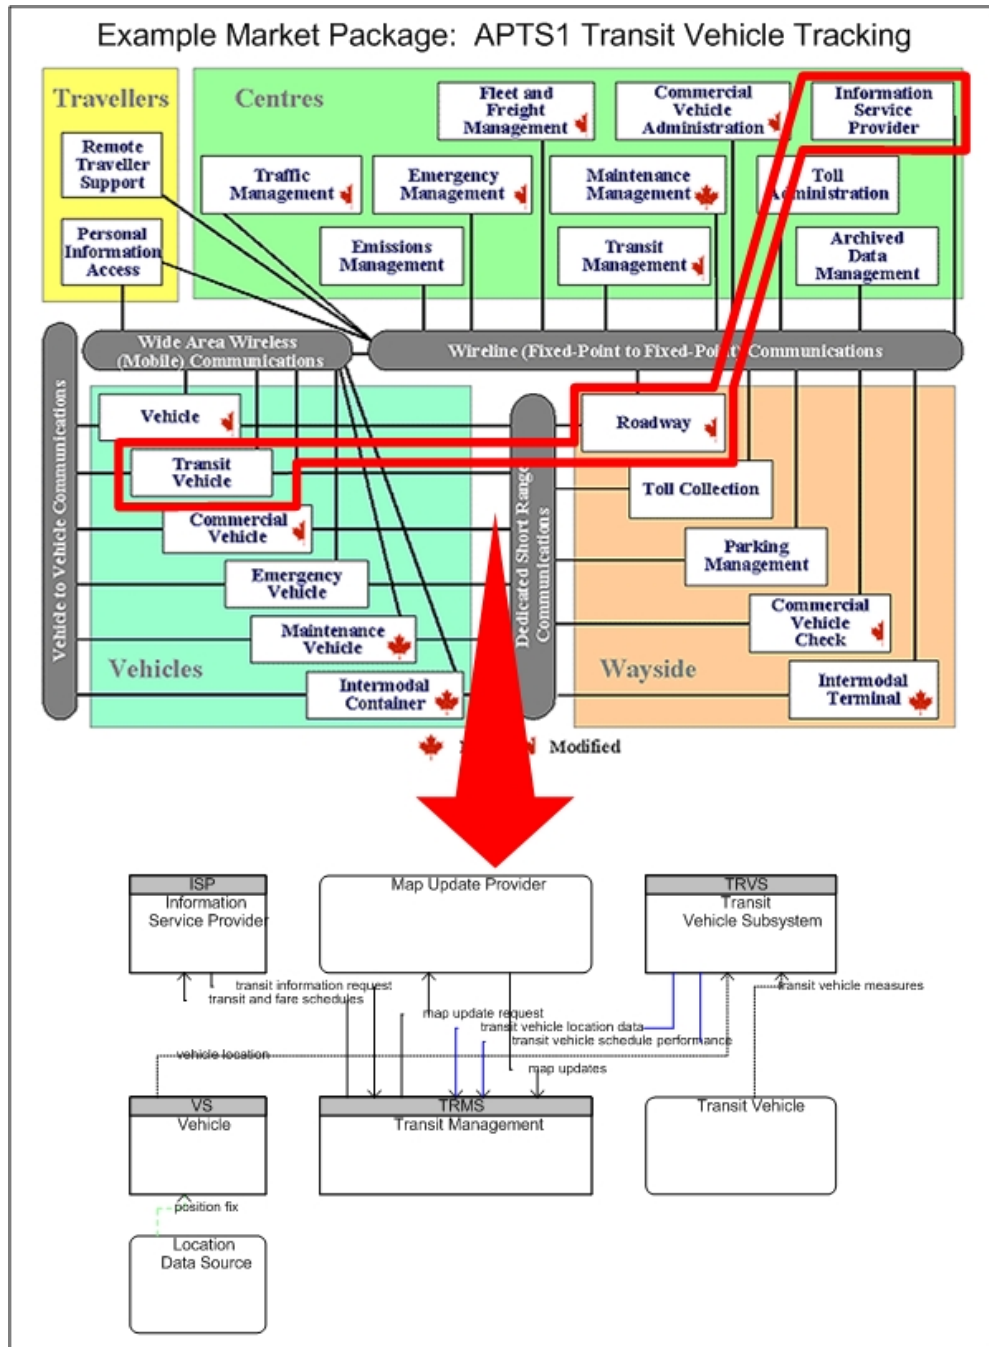 Example Market Package: APTS1 Transit Vehicle Tracking
Travellers
Centres
Remote
Traveller
Support
Personal
Information
Access
Fleet and
Freight
Management
Commercial
Vehicle
Administration
Information
Service
Provider
Traffic
Management
Emergency
Management
Maintenance
Management
Toll
Administration
Emissions
Management
Transit
Management
Archived
Data
Management
Wide Area Wireless
(Mobile) Communications
Wireline (Fixed-Point to Fixed-Point) Communications
Vehicle to Vehicle Communications
Vehicle
Transit
Vehicle
Commercial
Vehicle
Emergency
Vehicle
Maintenance
Vehicle
Intermodal
Container
Vehicles
Dedicated Short Range
Communications
Roadway
Toll Collection
Parking
Management
Commercial
Vehicle
Check
Intermodal
Terminal
Wayside
Modified
ISP
Information
Service Provider
Map Update Provider
TRVS
Transit
Vehicle Subsystem
transit information request
transit and fare schedules
map update request
transit vehicle location data
transit vehicle schedule performance
transit vehicle measures
vehicle location
map updates
VS
Vehicle
TRMS
Transit Management
Transit Vehicle
position fix
Location
Data Source